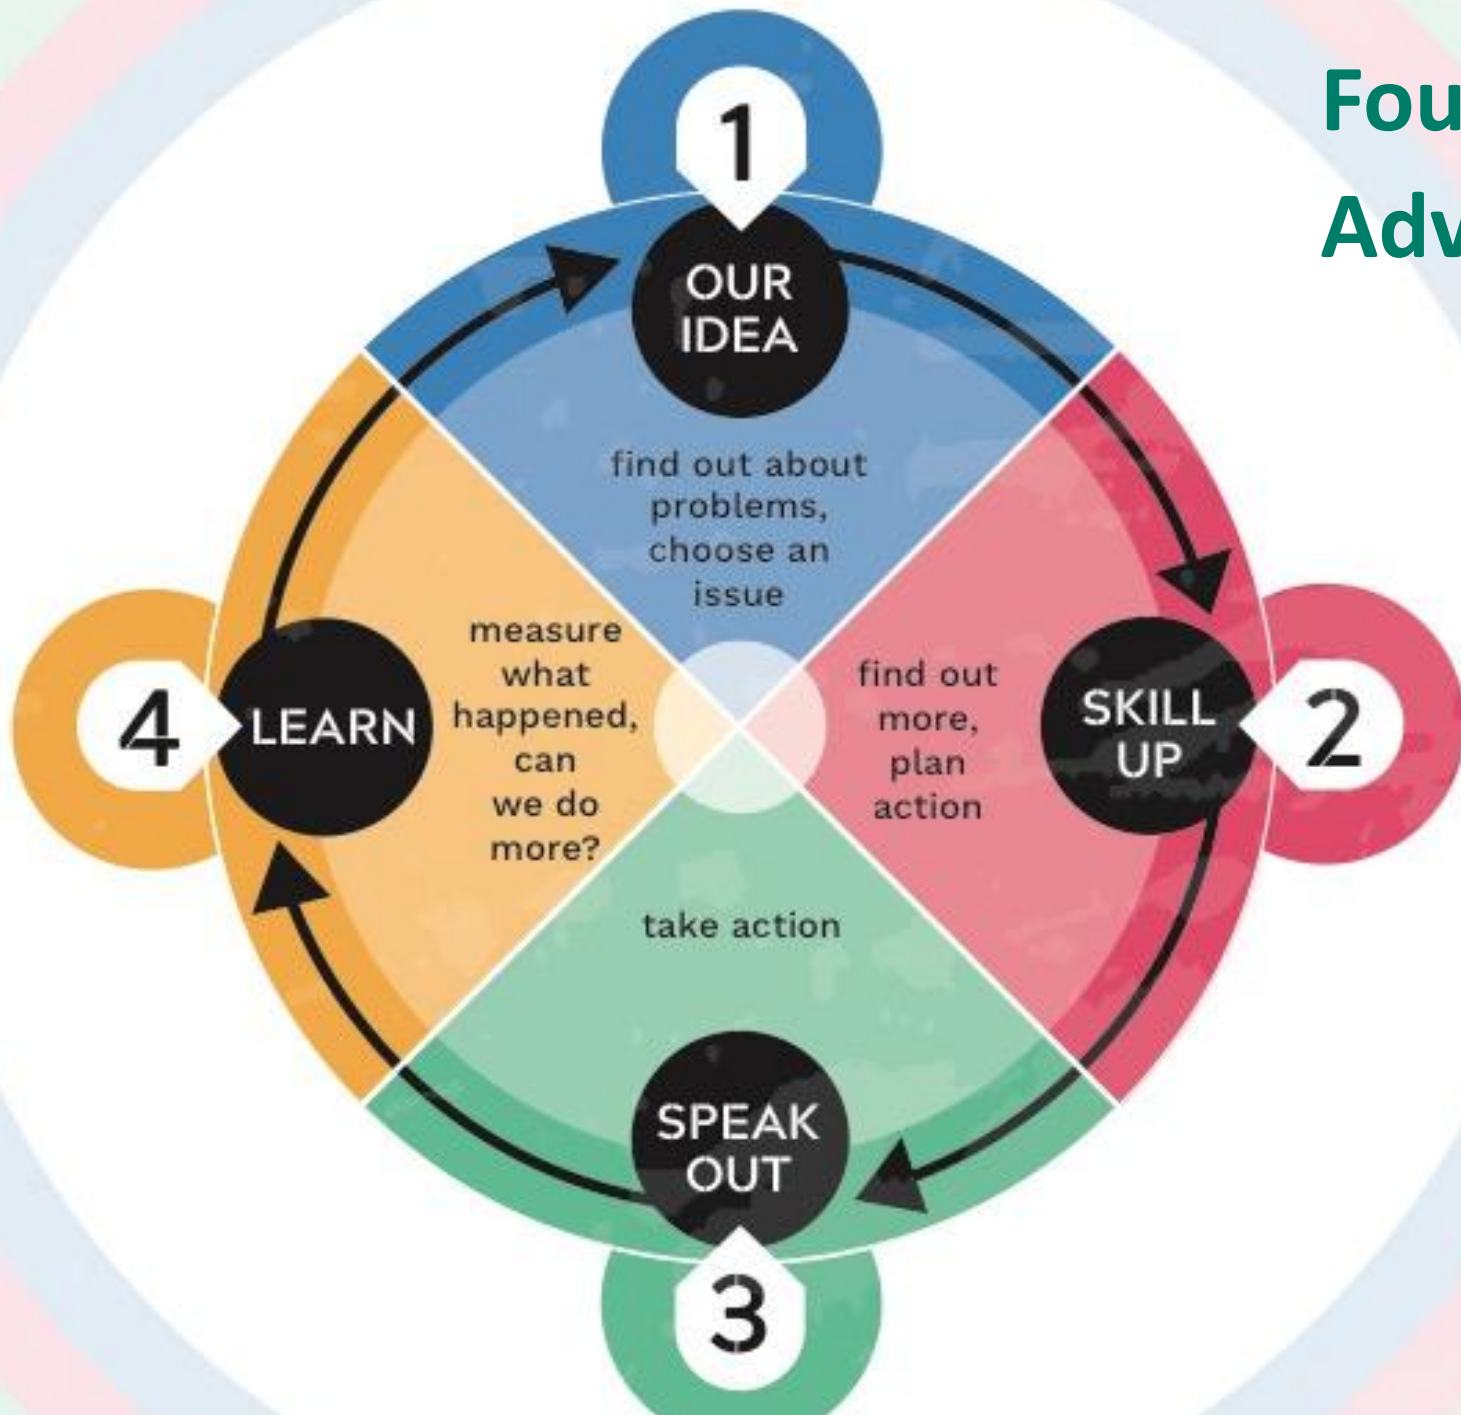 Fou
Adv
1
OUR
IDEA
find out about
problems,
choose an
issue
2
SKILL
UP
find out
more,
plan
action
3
SPEAK
OUT
take action
4
LEARN
measure
what
happened,
can
we do
more?